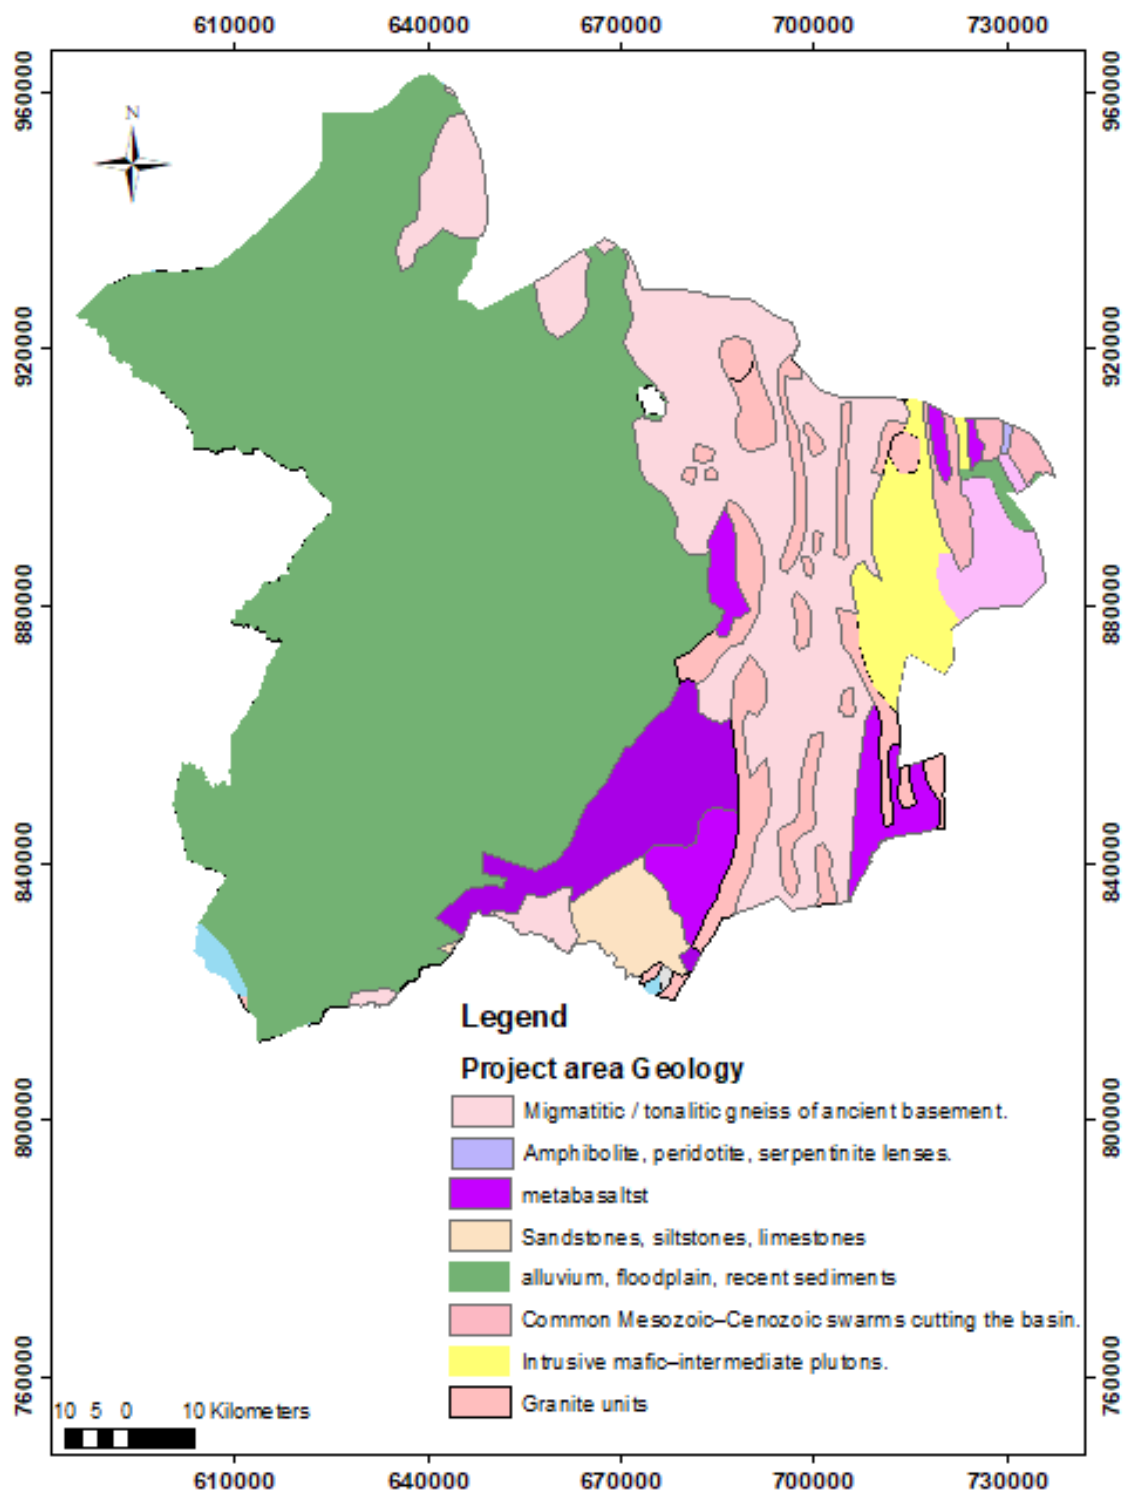 610000 640000 670000 700000 730000
960000 960000
N
920000 920000
880000 880000
840000 840000
Legend
Project area Geology
800000 800000
Migmatitic / tonalitic gneiss of ancient basement.
Amphibolite, peridotite, serpentinite lenses.
metabasaltst
Sandstones, siltstones, limestones
alluvium, floodplain, recent sediments
Common Mesozoic–Cenozoic swarms cutting the basin.
760000 760000
Intrusive mafic–intermediate plutons.
Granite units
10 5 0 10 Kilometers
610000 640000 670000 700000 730000